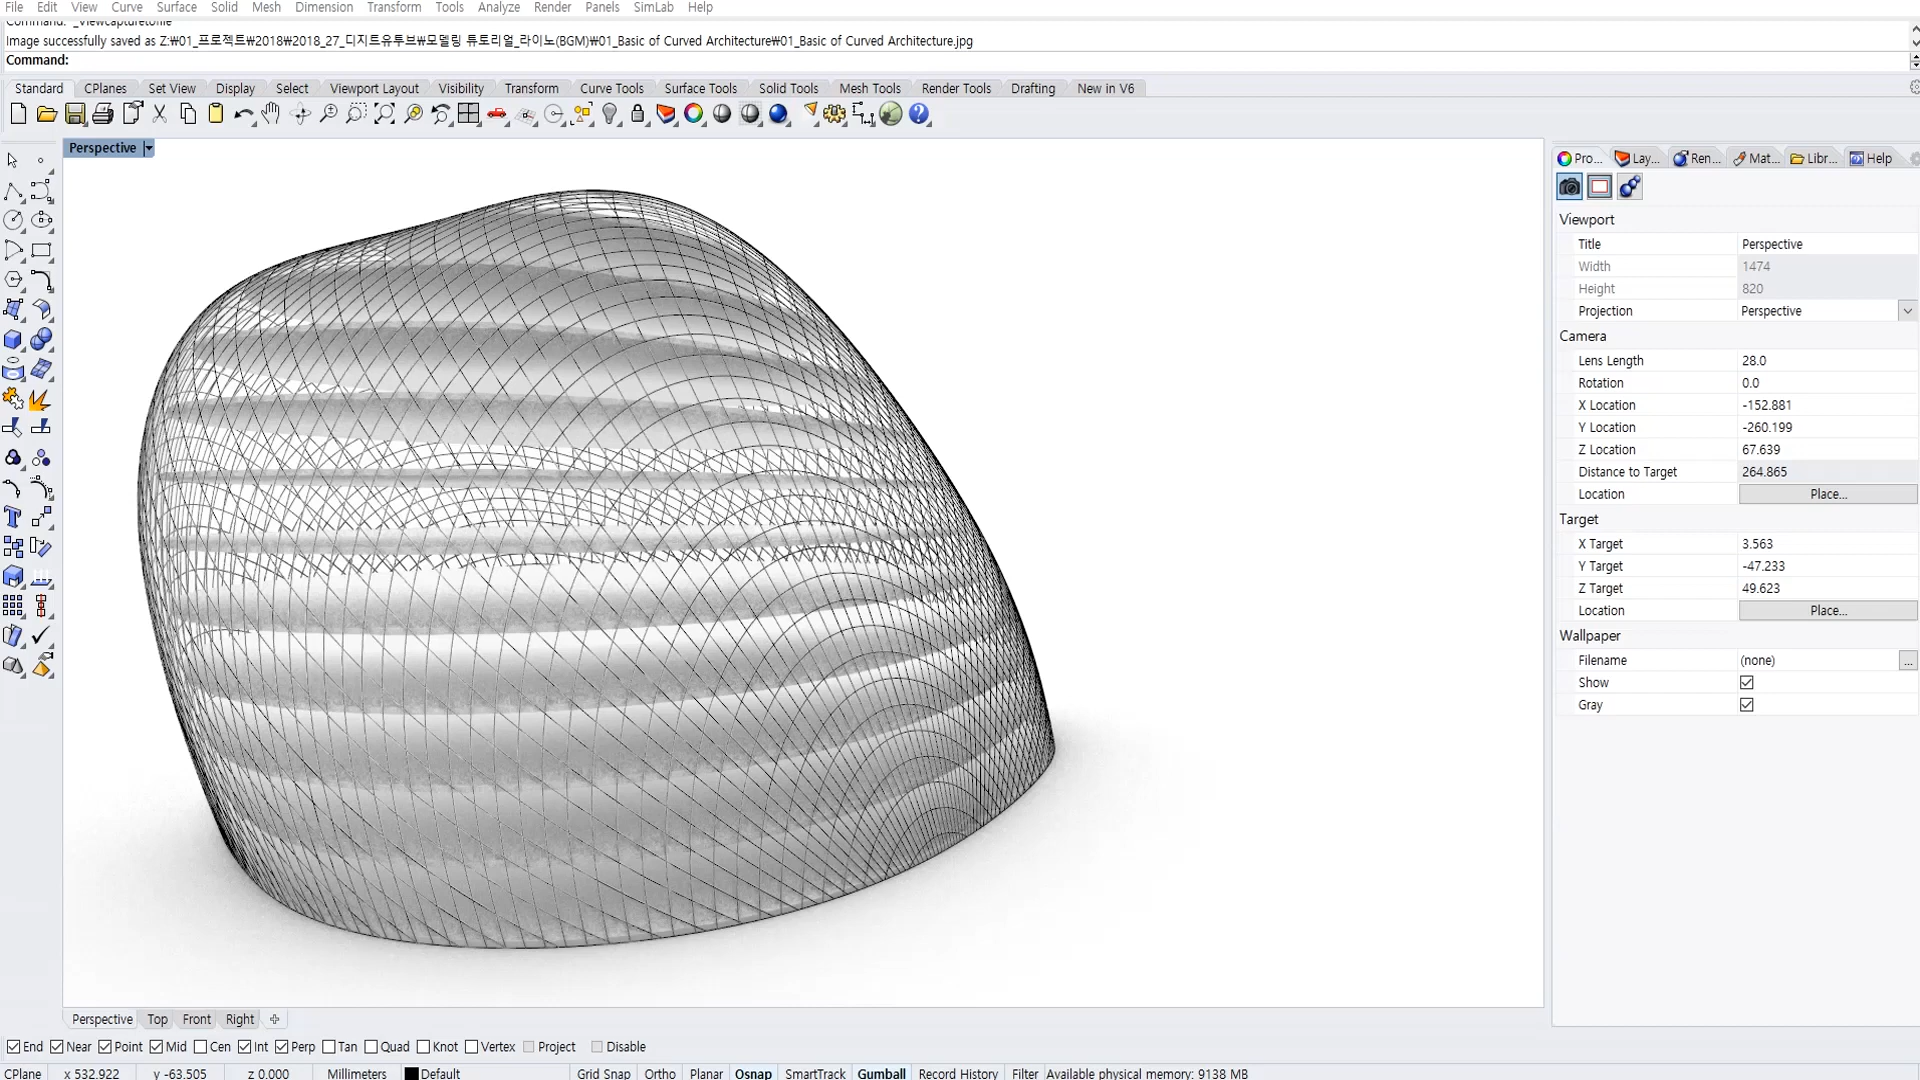 File Edit View Curve Surface Solid Mesh Dimension Transform Tools Analyze Render Panels SimLab Help
Command: _ViewCaptureToFile
Image successfully saved as Z:₩01_프로젝트₩2018₩2018_27_디지트유투브₩모델링 튜토리얼_라이노(BGM)₩01_Basic of Curved Architecture₩01_Basic of Curved Architecture.jpg
Command:
Standard CPlanes Set View Display Select Viewport Layout Visibility Transform Curve Tools Surface Tools Solid Tools Mesh Tools Render Tools Drafting New in V6
Perspective
Pro... Lay... Ren... Mat... Libr... Help
Viewport
Title Perspective
Width 1474
Height 820
Projection Perspective
Camera
Lens Length 28.0
Rotation 0.0
X Location -152.881
Y Location -260.199
Z Location 67.639
Distance to Target 264.865
Location Place...
Target
X Target 3.563
Y Target -47.233
Z Target 49.623
Location Place...
Wallpaper
Filename (none) ...
Show
Gray
Perspective Top Front Right
End Near Point Mid Cen Int Perp Tan Quad Knot Vertex Project Disable
CPlane x 532.922 y -63.505 z 0.000 Millimeters Default Grid Snap Ortho Planar Osnap SmartTrack Gumball Record History Filter Available physical memory: 9138 MB